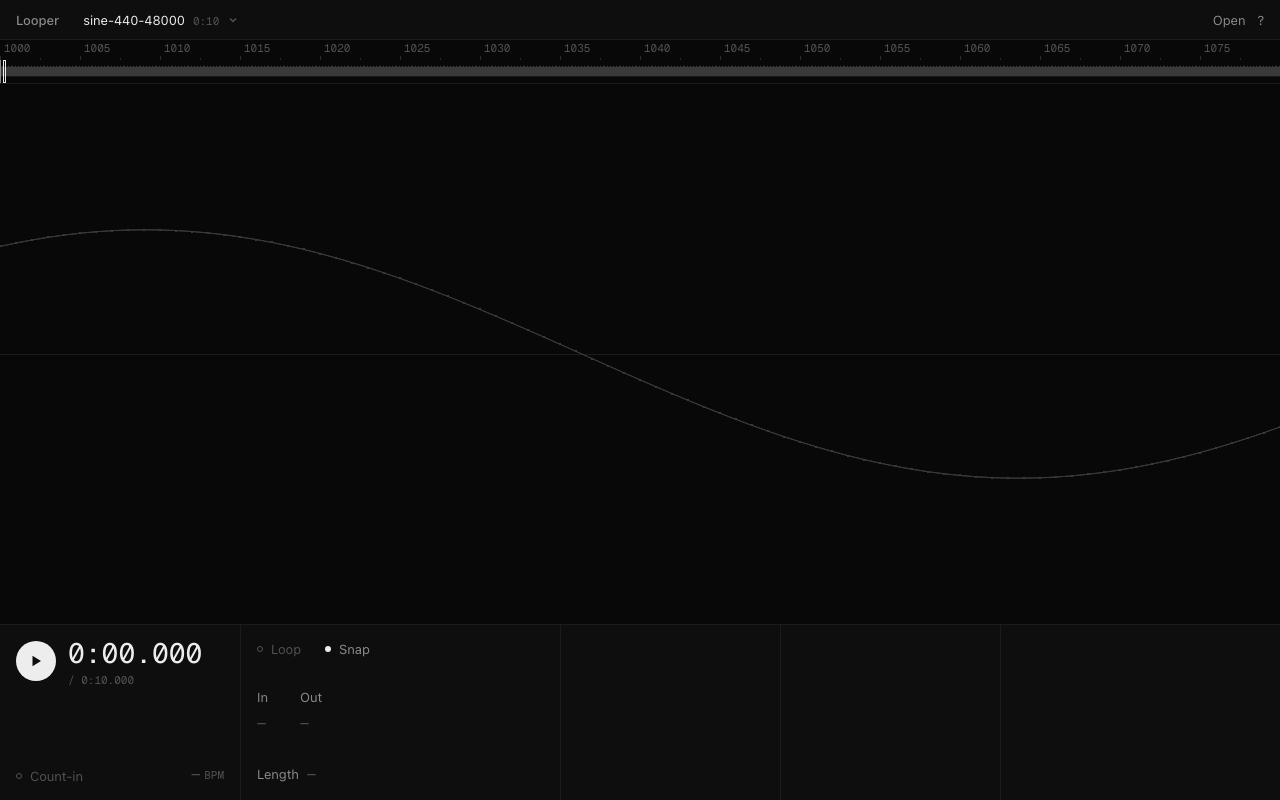 Looper sine-440-48000 0:10 Open ?
1000 1005 1010 1015 1020 1025 1030 1035 1040 1045 1050 1055 1060 1065 1070 1075
0:00.000
/ 0:10.000
Loop Snap
In Out
— —
Count-in — BPM
Length —